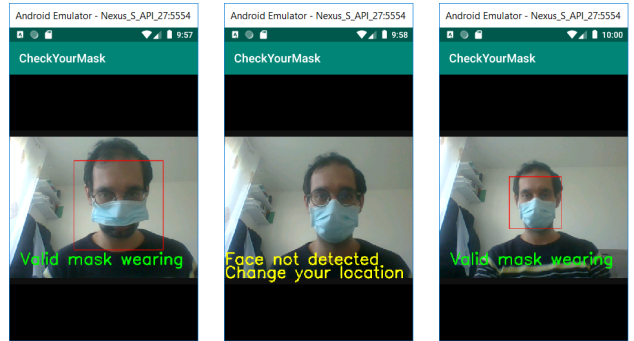 Android Emulator - Nexus_S_API_27:5554
9:57
CheckYourMask
Valid mask wearing
Android Emulator - Nexus_S_API_27:5554
9:58
CheckYourMask
Face not detected
Change your location
Android Emulator - Nexus_S_API_27:5554
10:00
CheckYourMask
Valid mask wearing